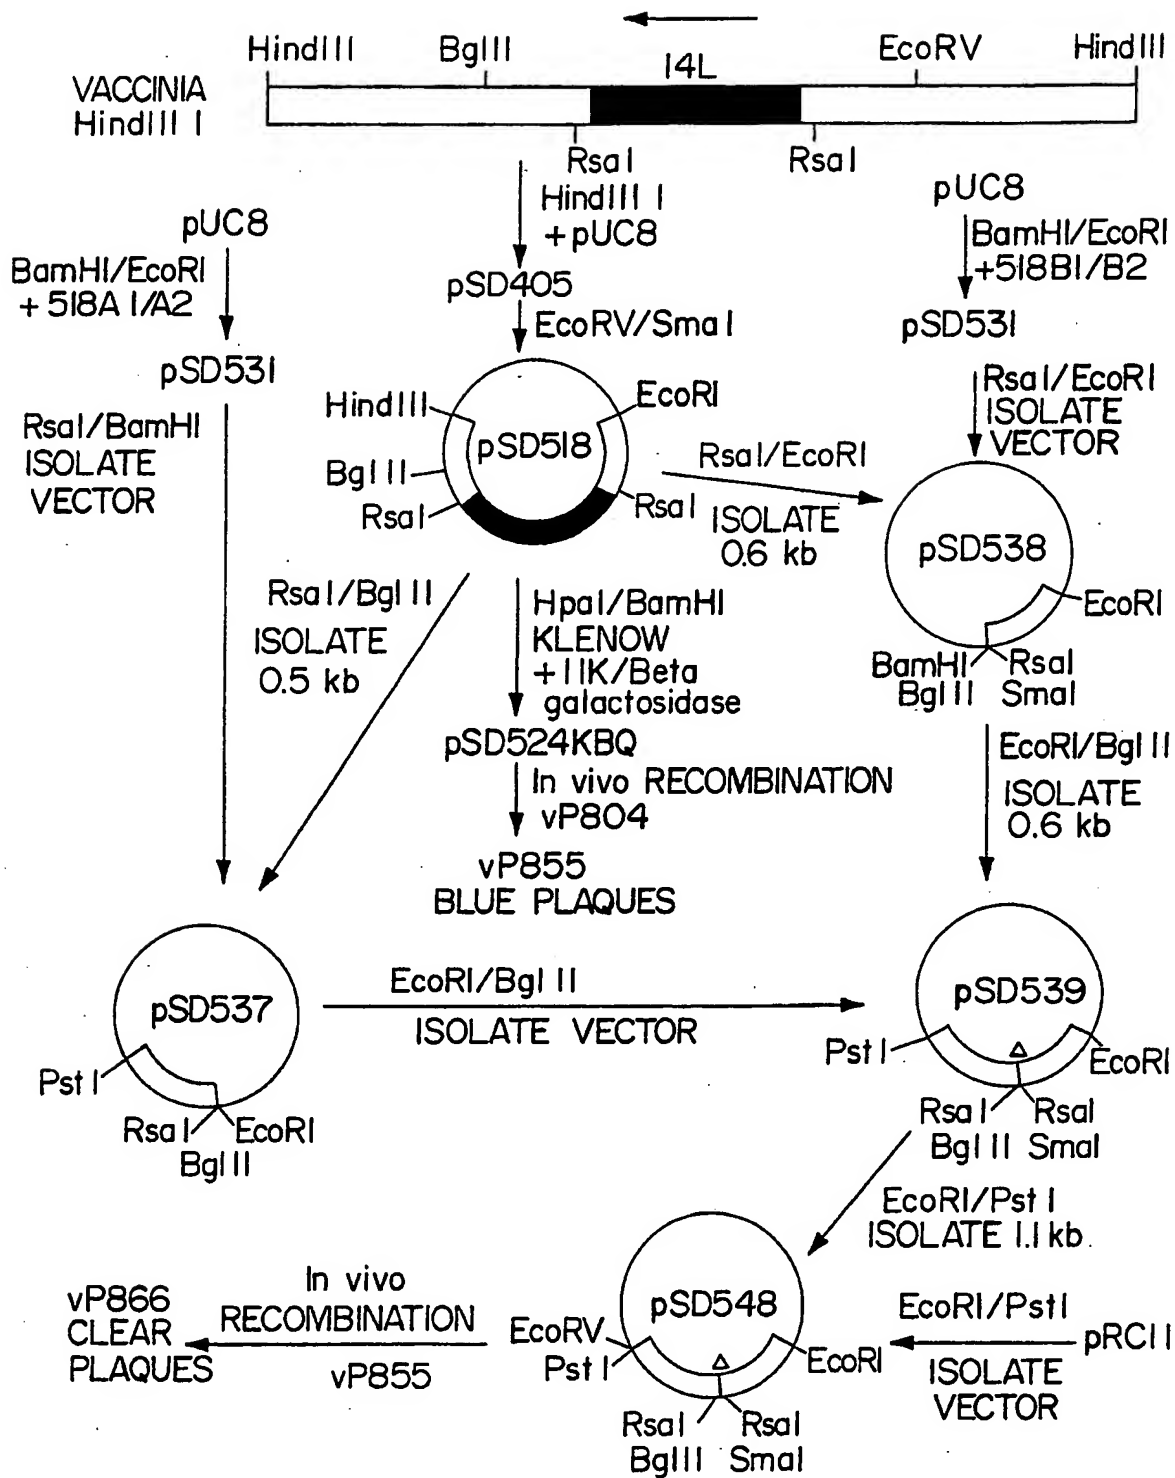 HindIII
BglII
I4L
EcoRV
HindIII
VACCINIA
HindIII I
RsaI
RsaI
HindIII I
+pUC8
pUC8
BamHI/EcoRI
+ 518A1/A2
pSD531
pUC8
BamHI/EcoRI
+518B1/B2
pSD531
pSD405
EcoRV/SmaI
HindIII
EcoRI
pSD518
BglII
RsaI
RsaI
RsaI/BamHI
ISOLATE
VECTOR
RsaI/EcoRI
ISOLATE
0.6 kb
RsaI/EcoRI
ISOLATE
VECTOR
pSD538
EcoRI
BamHI RsaI
BglII SmaI
RsaI/BglII
ISOLATE
0.5 kb
HpaI/BamHI
KLENOW
+11K/Beta
galactosidase
pSD524KBQ
In vivo RECOMBINATION
vP804
vP855
BLUE PLAQUES
EcoRI/BglII
ISOLATE
0.6 kb
pSD537
PstI
RsaI EcoRI
BglII
EcoRI/BglII
ISOLATE VECTOR
pSD539
PstI
Δ
EcoRI
RsaI RsaI
BglII SmaI
EcoRI/PstI
ISOLATE 1.1 kb.
pSD548
EcoRV
PstI
Δ
EcoRI
RsaI RsaI
BglII SmaI
EcoRI/PstI
pRC11
ISOLATE
VECTOR
In vivo
RECOMBINATION
vP855
vP866
CLEAR
PLAQUES